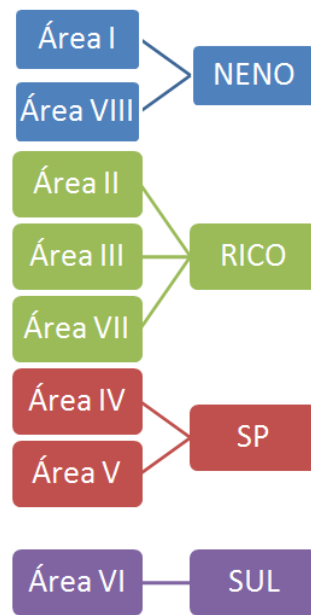 Área I
Área VIII
NENO
Área II
Área III
Área VII
RICO
Área IV
Área V
SP
Área VI
SUL